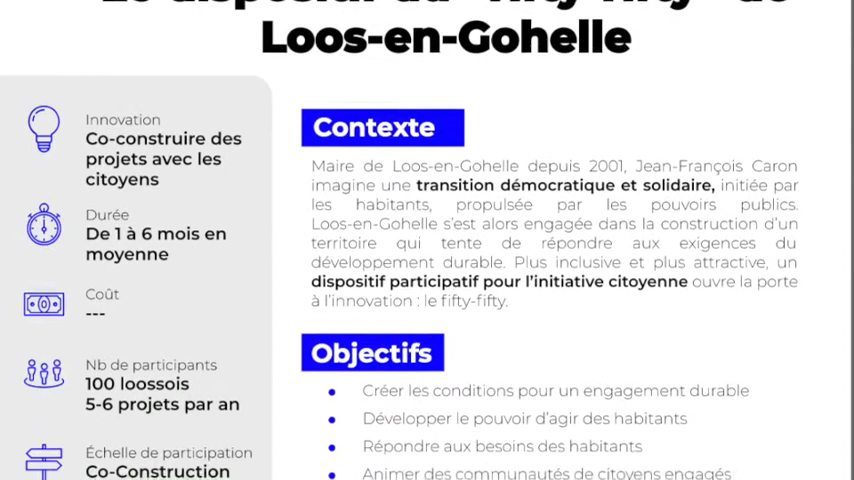 Le dispositif du "fifty-fifty" de
Loos-en-Gohelle
Innovation
Co-construire des
projets avec les
citoyens
Durée
De 1 à 6 mois en
moyenne
Coût
---
Nb de participants
100 loossois
5-6 projets par an
Échelle de participation
Co-Construction
Contexte
Maire de Loos-en-Gohelle depuis 2001, Jean-François Caron
imagine une transition démocratique et solidaire, initiée par
les habitants, propulsée par les pouvoirs publics.
Loos-en-Gohelle s'est alors engagée dans la construction d'un
territoire qui tente de répondre aux exigences du
développement durable. Plus inclusive et plus attractive, un
dispositif participatif pour l'initiative citoyenne ouvre la porte
à l'innovation : le fifty-fifty.
Objectifs
• Créer les conditions pour un engagement durable
• Développer le pouvoir d'agir des habitants
• Répondre aux besoins des habitants
• Animer des communautés de citoyens engagés